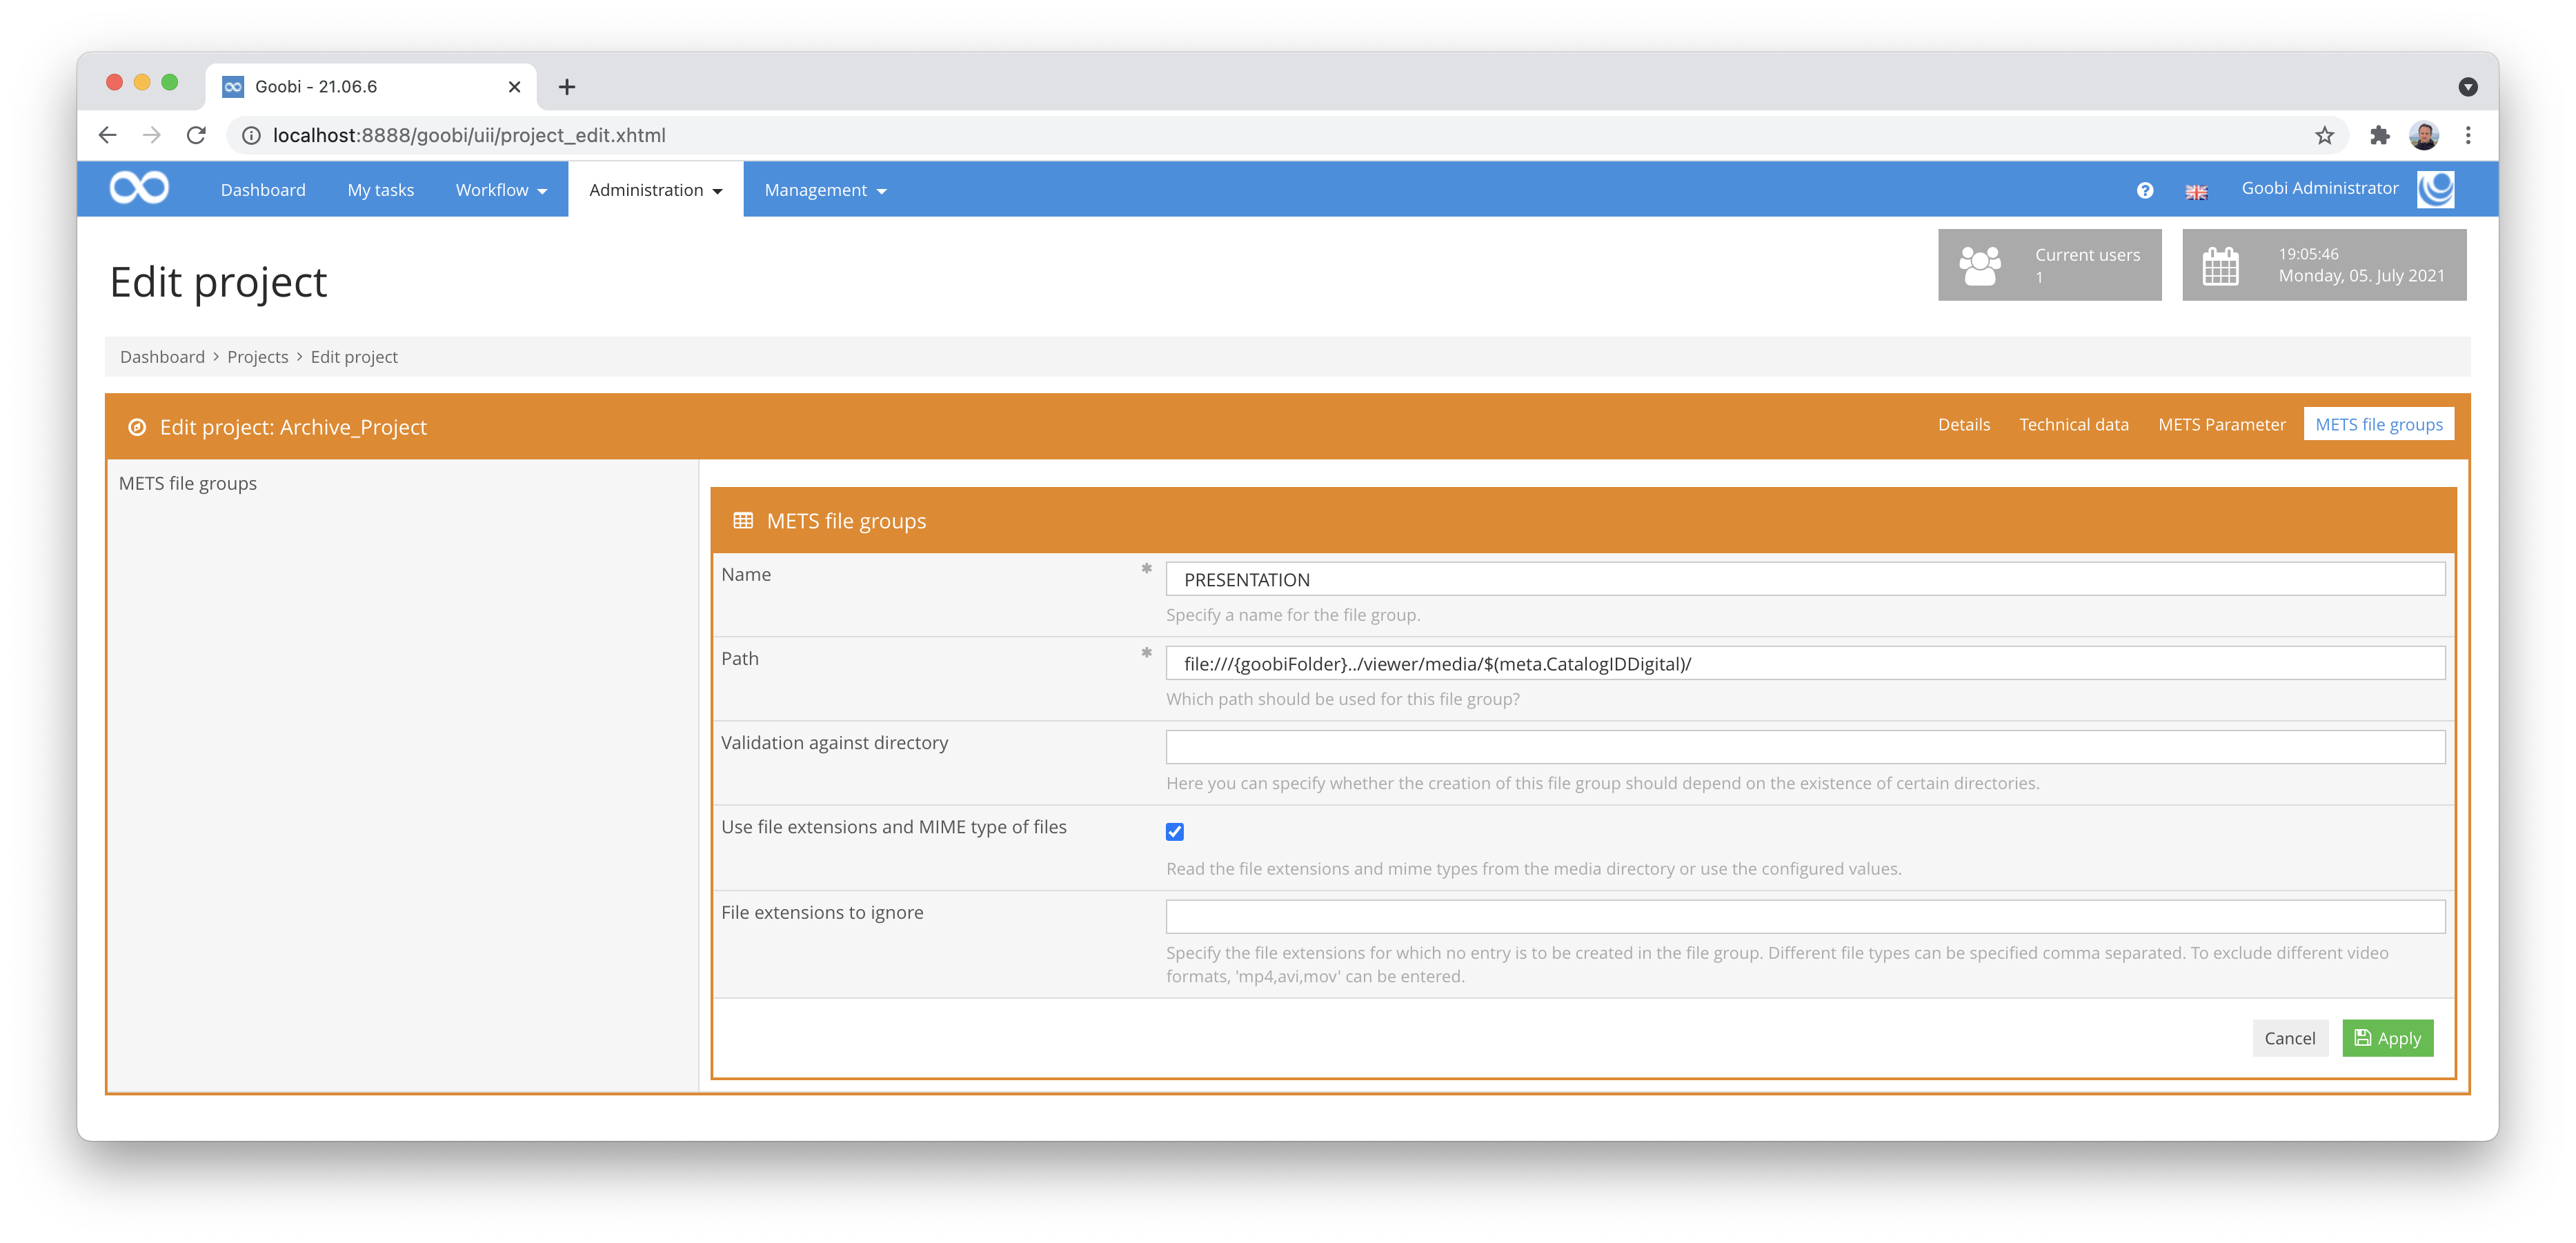 Goobi - 21.06.6
localhost:8888/goobi/uii/project_edit.xhtml
Dashboard My tasks Workflow Administration Management Goobi Administrator
Edit project
Current users
1
19:05:46
Monday, 05. July 2021
Dashboard > Projects > Edit project
Edit project: Archive_Project
Details Technical data METS Parameter METS file groups
METS file groups
METS file groups
Name * PRESENTATION
Specify a name for the file group.
Path * file:///{goobiFolder}../viewer/media/$(meta.CatalogIDDigital)/
Which path should be used for this file group?
Validation against directory
Here you can specify whether the creation of this file group should depend on the existence of certain directories.
Use file extensions and MIME type of files
Read the file extensions and mime types from the media directory or use the configured values.
File extensions to ignore
Specify the file extensions for which no entry is to be created in the file group. Different file types can be specified comma separated. To exclude different video
formats, 'mp4,avi,mov' can be entered.
Cancel Apply